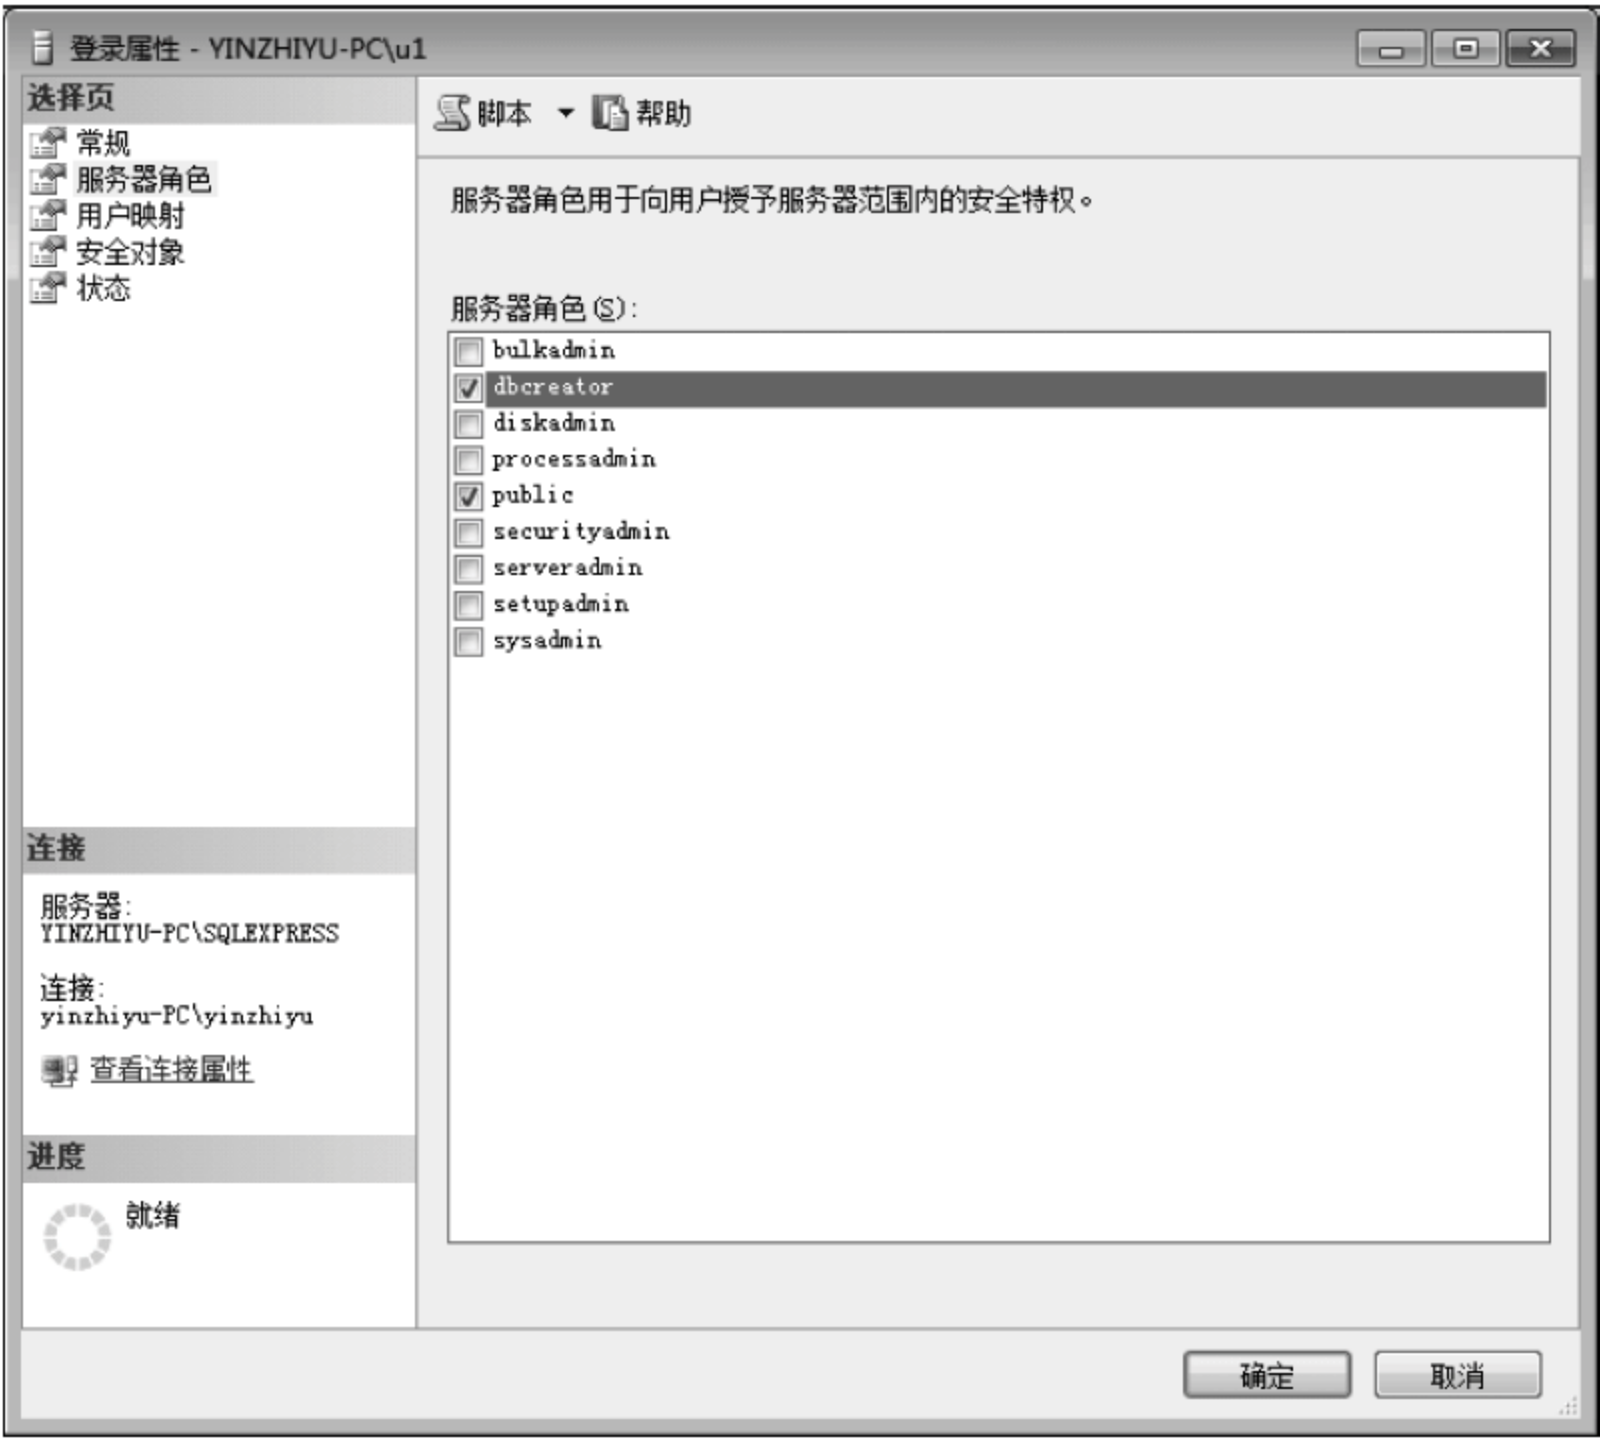 登录属性 - YINZHIYU-PC\u1
选择页
常规
服务器角色
用户映射
安全对象
状态
脚本 帮助
服务器角色用于向用户授予服务器范围内的安全特权。
服务器角色(S):
bulkadmin
dbcreator
diskadmin
processadmin
public
securityadmin
serveradmin
setupadmin
sysadmin
连接
服务器:
YINZHIYU-PC\SQLEXPRESS
连接:
yinzhiyu-PC\yinzhiyu
查看连接属性
进度
就绪
确定 取消